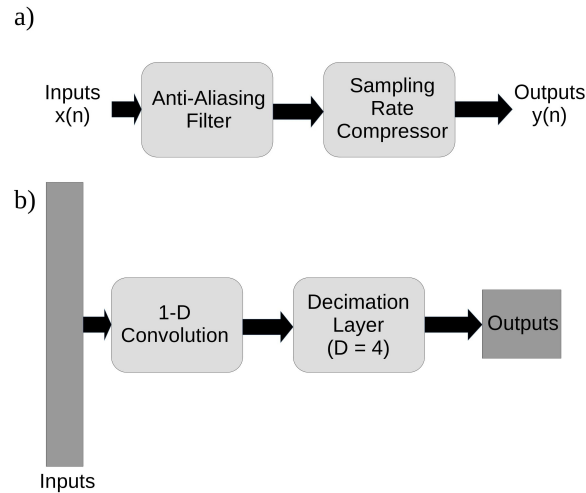 a)
Inputs
x(n)
Anti-Aliasing
Filter
Sampling
Rate
Compressor
Outputs
y(n)
b)
1-D
Convolution
Decimation
Layer
(D = 4)
Outputs
Inputs